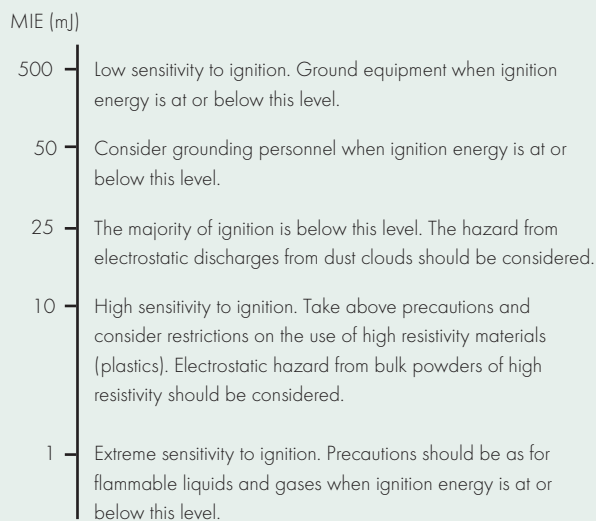 MIE (mJ)
500 Low sensitivity to ignition. Ground equipment when ignition
energy is at or below this level.
50 Consider grounding personnel when ignition energy is at or
below this level.
25 The majority of ignition is below this level. The hazard from
electrostatic discharges from dust clouds should be considered.
10 High sensitivity to ignition. Take above precautions and
consider restrictions on the use of high resistivity materials
(plastics). Electrostatic hazard from bulk powders of high
resistivity should be considered.
1 Extreme sensitivity to ignition. Precautions should be as for
flammable liquids and gases when ignition energy is at or
below this level.